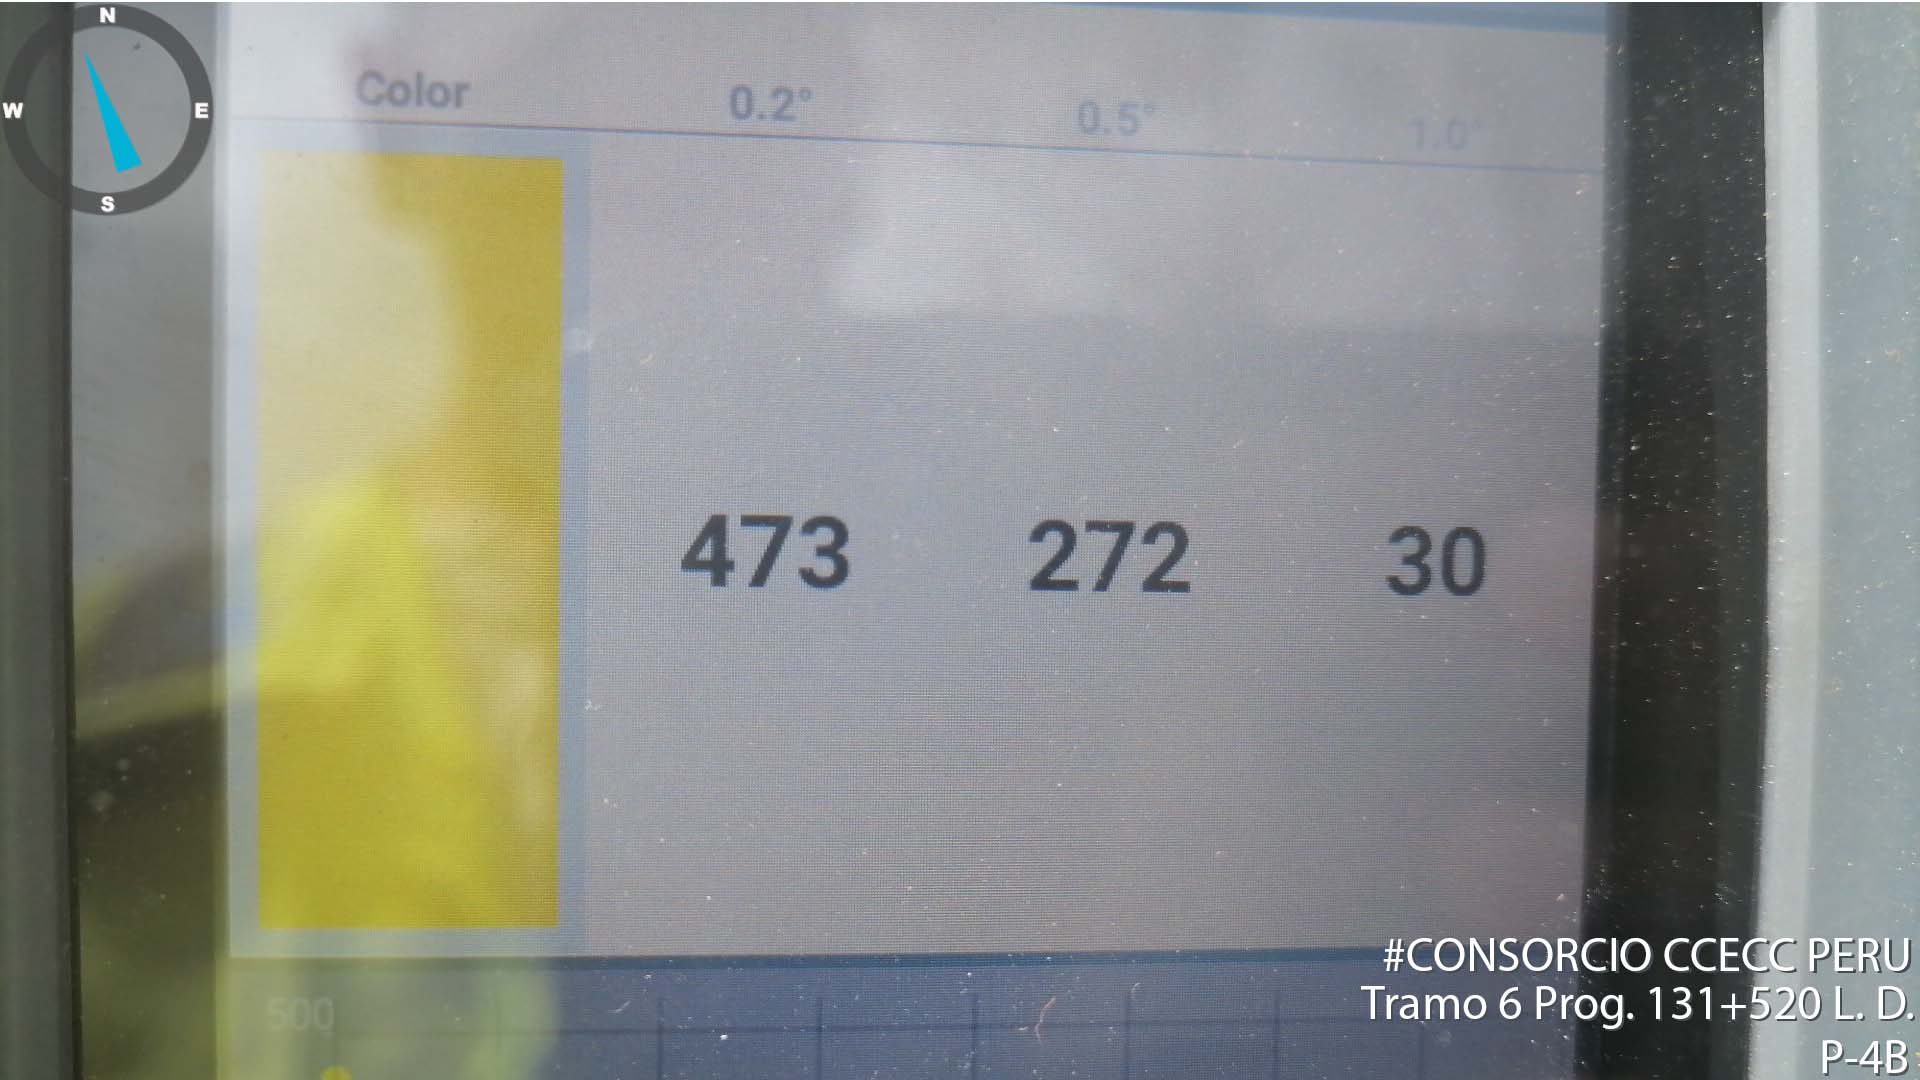 N
W E
S
Color 0.2° 0.5° 1.0°
473 272 30
500
#CONSORCIO CCECC PERU
Tramo 6 Prog. 131+520 L. D.
P-4B